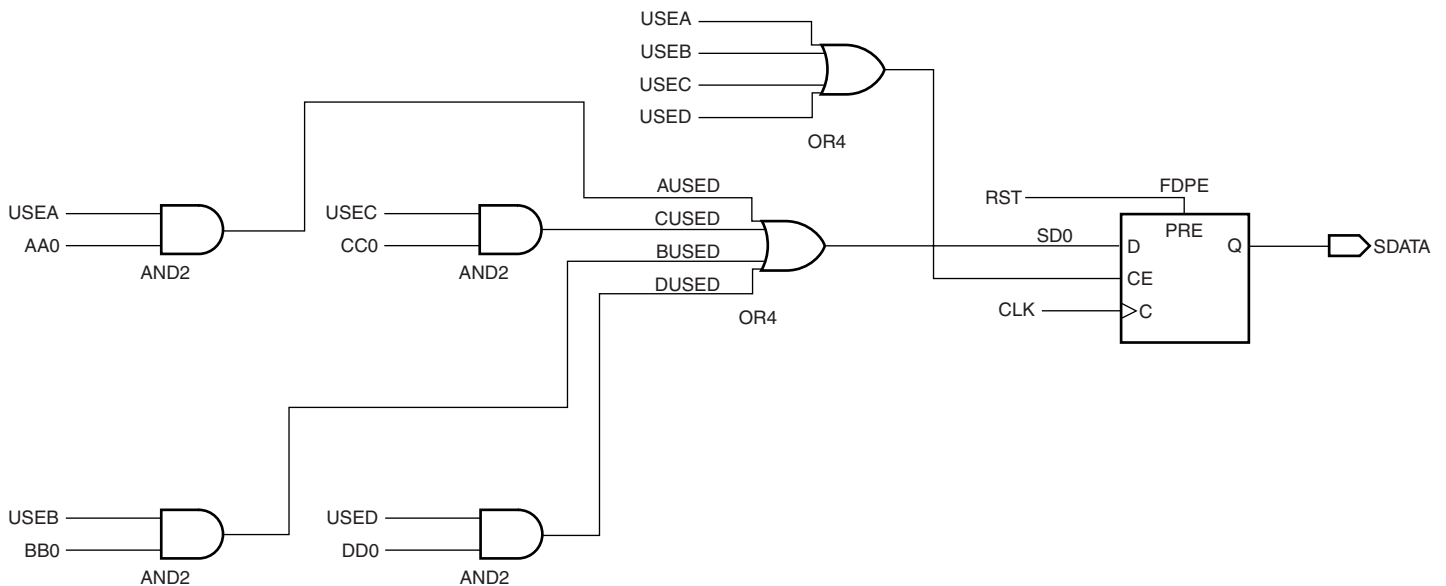 USEA
USEB
USEC
USED
OR4
AUSED
FDPE
RST
USEA
USEC
CUSED
PRE
AA0
CC0
BUSED
SD0
D
Q
SDATA
AND2
AND2
DUSED
CE
OR4
CLK
C
USEB
USED
BB0
DD0
AND2
AND2